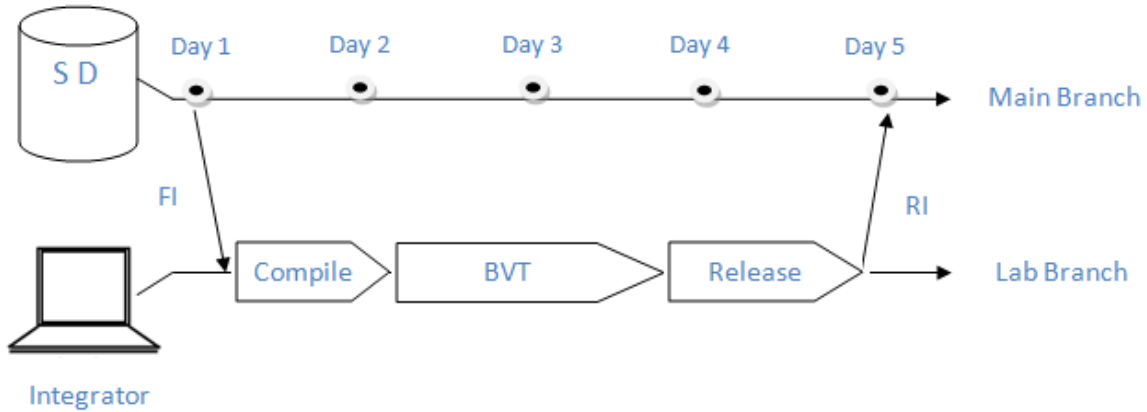 S D
Day 1
Day 2
Day 3
Day 4
Day 5
Main Branch
FI
RI
Compile
BVT
Release
Lab Branch
Integrator